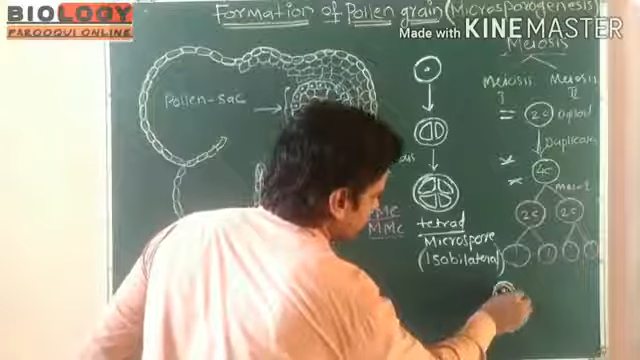 BIOLOGY
FAROOQUI ONLINE
Formation of Pollen grain (Microsporogenesis)
Made with KINEMASTER
Meiosis
Meiosis I
Meiosis II
Pollen-sac
2C Diploid
Duplication
4C
Meio I
2C 2C
MMC
tetrad
Microspore
(Isobilateral)